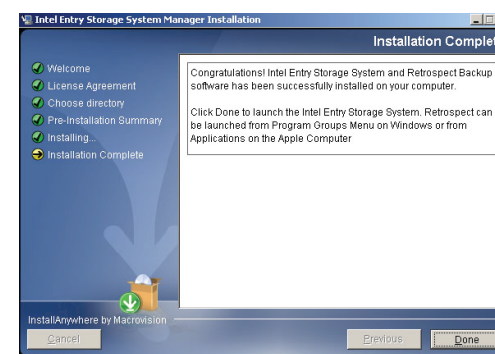 Intel Entry Storage System Manager Installation
Installation Complet
Welcome
License Agreement
Choose directory
Pre-Installation Summary
Installing...
Installation Complete
Congratulations! Intel Entry Storage System and Retrospect Backup
software has been successfully installed on your computer.
Click Done to launch the Intel Entry Storage System. Retrospect can
be launched from Program Groups Menu on Windows or from
Applications on the Apple Computer
InstallAnywhere by Macrovision
Cancel
Previous
Done